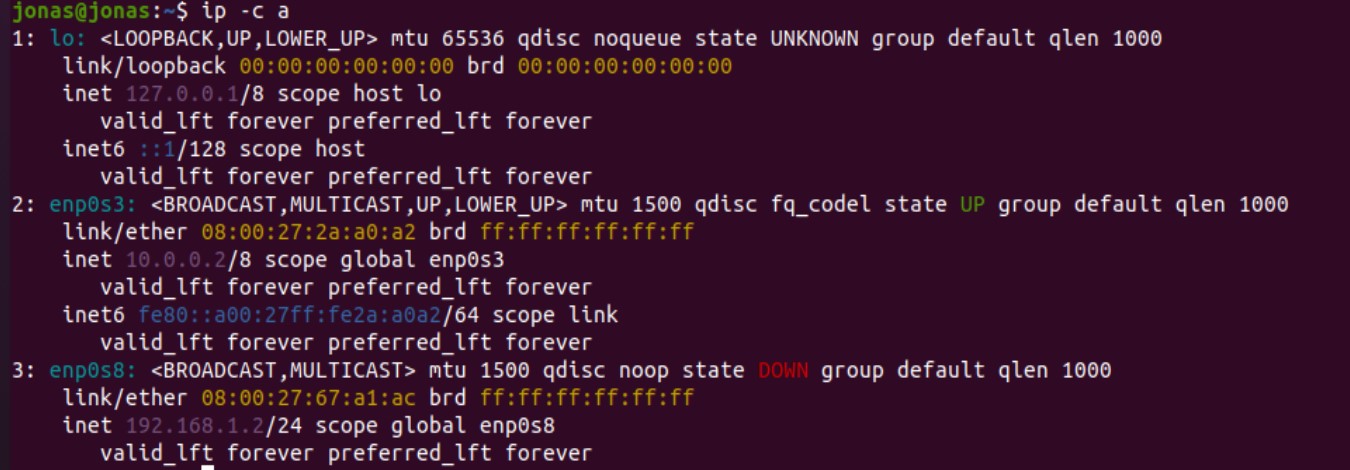 jonas@jonas:~$ ip -c a
1: lo: <LOOPBACK,UP,LOWER_UP> mtu 65536 qdisc noqueue state UNKNOWN group default qlen 1000
    link/loopback 00:00:00:00:00:00 brd 00:00:00:00:00:00
    inet 127.0.0.1/8 scope host lo
       valid_lft forever preferred_lft forever
    inet6 ::1/128 scope host
       valid_lft forever preferred_lft forever
2: enp0s3: <BROADCAST,MULTICAST,UP,LOWER_UP> mtu 1500 qdisc fq_codel state UP group default qlen 1000
    link/ether 08:00:27:2a:a0:a2 brd ff:ff:ff:ff:ff:ff
    inet 10.0.0.2/8 scope global enp0s3
       valid_lft forever preferred_lft forever
    inet6 fe80::a00:27ff:fe2a:a0a2/64 scope link
       valid_lft forever preferred_lft forever
3: enp0s8: <BROADCAST,MULTICAST> mtu 1500 qdisc noop state DOWN group default qlen 1000
    link/ether 08:00:27:67:a1:ac brd ff:ff:ff:ff:ff:ff
    inet 192.168.1.2/24 scope global enp0s8
       valid_lft forever preferred_lft forever